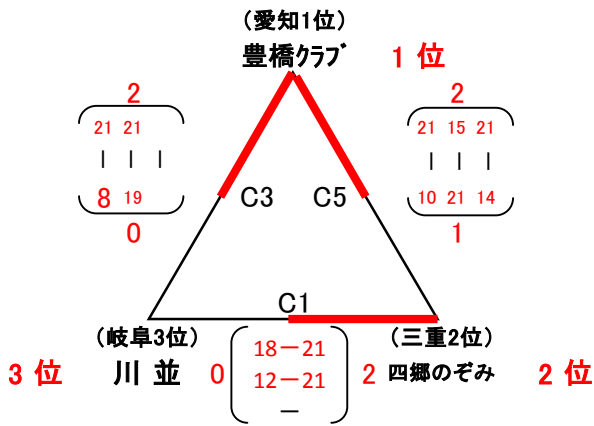 (愛知1位)
豊橋クラブ 1 位
2 2
21 21 21 15 21
| | | | | |
8 19 10 21 14
0 1
C3 C5
C1
(岐阜3位) (三重2位)
3 位 川 並 0 18-21 2 四郷のぞみ 2 位
12-21
-